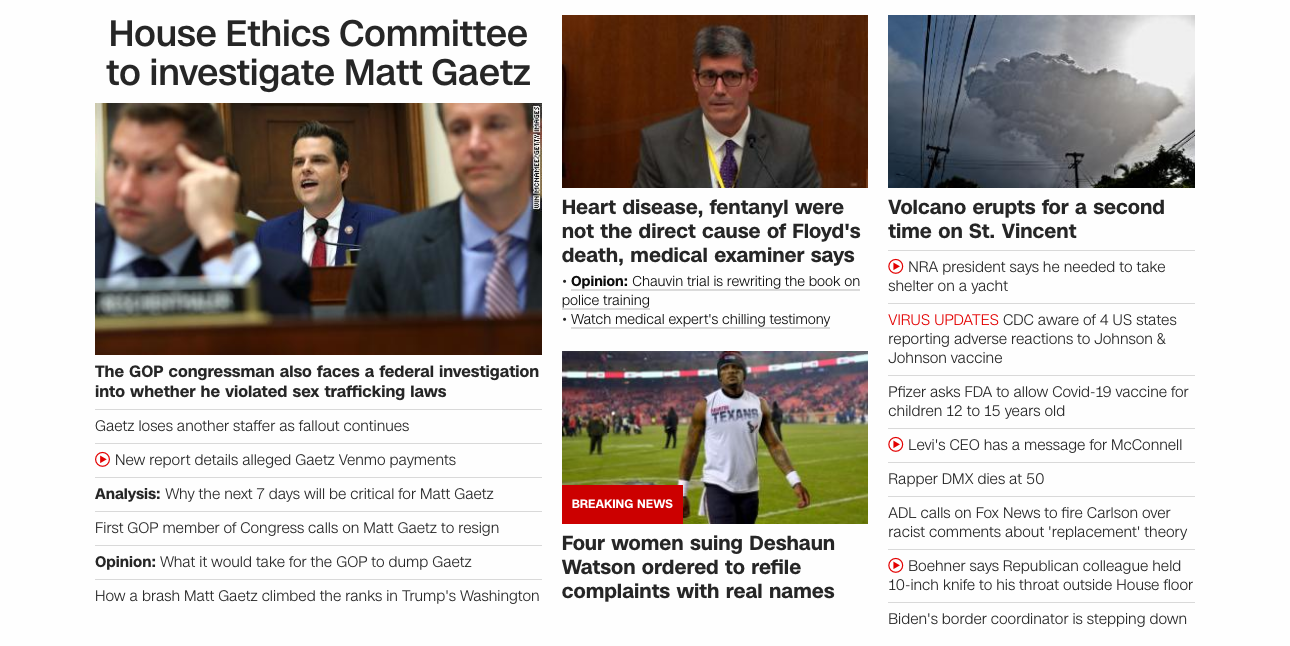 House Ethics Committee
to investigate Matt Gaetz
WIN MCNAMEE/GETTY IMAGES
RESCHENTHALER
The GOP congressman also faces a federal investigation
into whether he violated sex trafficking laws
Gaetz loses another staffer as fallout continues
New report details alleged Gaetz Venmo payments
Analysis: Why the next 7 days will be critical for Matt Gaetz
First GOP member of Congress calls on Matt Gaetz to resign
Opinion: What it would take for the GOP to dump Gaetz
How a brash Matt Gaetz climbed the ranks in Trump's Washington
Heart disease, fentanyl were
not the direct cause of Floyd's
death, medical examiner says
• Opinion: Chauvin trial is rewriting the book on
police training
• Watch medical expert's chilling testimony
TEXANS
BREAKING NEWS
Four women suing Deshaun
Watson ordered to refile
complaints with real names
Volcano erupts for a second
time on St. Vincent
NRA president says he needed to take
shelter on a yacht
VIRUS UPDATES CDC aware of 4 US states
reporting adverse reactions to Johnson &
Johnson vaccine
Pfizer asks FDA to allow Covid-19 vaccine for
children 12 to 15 years old
Levi's CEO has a message for McConnell
Rapper DMX dies at 50
ADL calls on Fox News to fire Carlson over
racist comments about 'replacement' theory
Boehner says Republican colleague held
10-inch knife to his throat outside House floor
Biden's border coordinator is stepping down